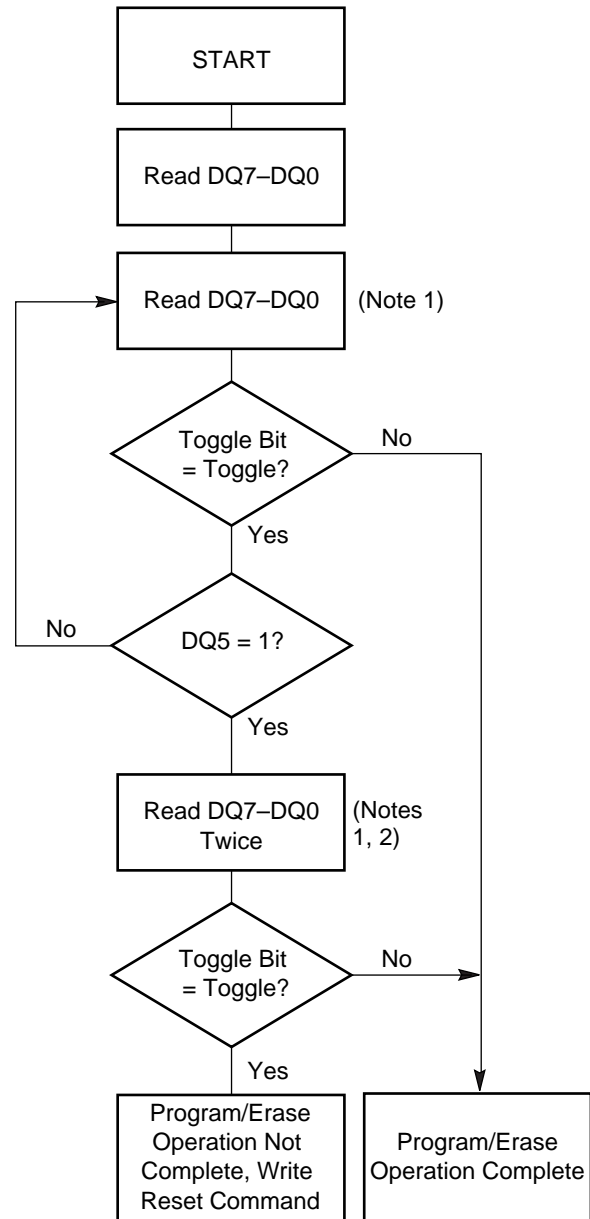 START
Read DQ7–DQ0
Read DQ7–DQ0
(Note 1)
Toggle Bit
= Toggle?
No
Yes
No
DQ5 = 1?
Yes
Read DQ7–DQ0
Twice
(Notes
1, 2)
Toggle Bit
= Toggle?
No
Yes
Program/Erase
Operation Not
Complete, Write
Reset Command
Program/Erase
Operation Complete